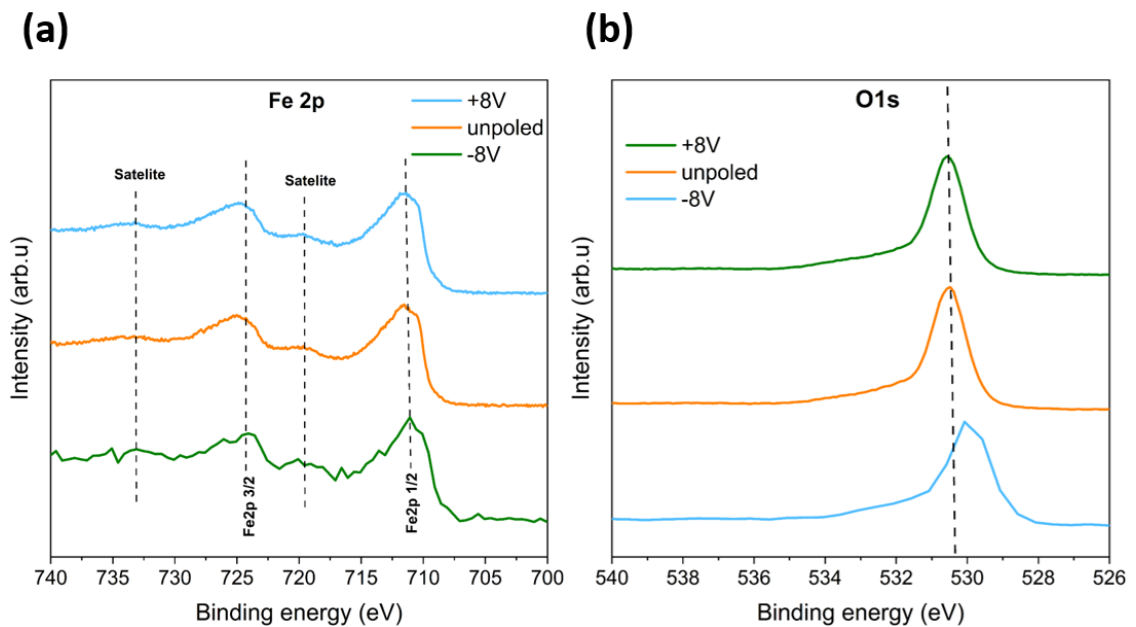 (a)
Fe 2p
+8V
unpoled
-8V
Satelite
Satelite
Fe2p 3/2
Fe2p 1/2
Intensity (arb.u)
740 735 730 725 720 715 710 705 700
Binding energy (eV)
(b)
O1s
+8V
unpoled
-8V
Intensity (arb.u)
540 538 536 534 532 530 528 526
Binding energy (eV)